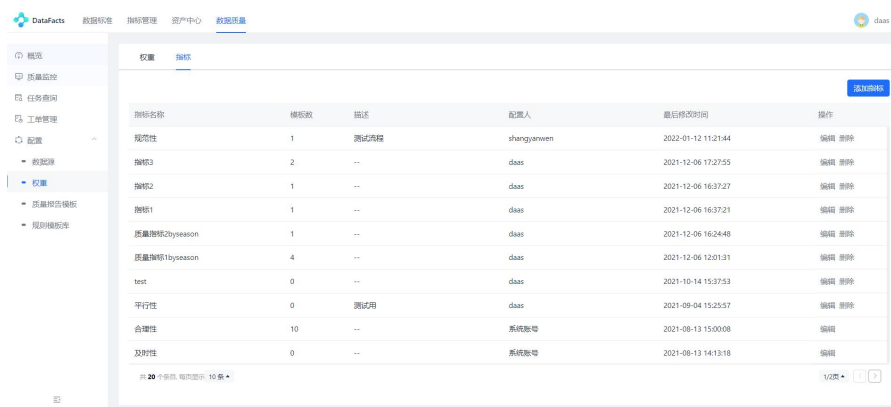 DataFacts 数据标准 指标管理 资产中心 数据质量 daas
概览
质量监控
任务查询
工单管理
配置
数据源
权重
质量报告模板
规则模板库
权重 指标
添加指标
指标名称 模板数 描述 配置人 最后修改时间 操作
规范性 1 测试流程 shangyanwen 2022-01-12 11:21:44 编辑 删除
指标3 2 -- daas 2021-12-06 17:27:55 编辑 删除
指标2 1 -- daas 2021-12-06 16:37:27 编辑 删除
指标1 1 -- daas 2021-12-06 16:37:21 编辑 删除
质量指标2byseason 1 -- daas 2021-12-06 16:24:48 编辑 删除
质量指标1byseason 4 -- daas 2021-12-06 12:01:31 编辑 删除
test 0 -- daas 2021-10-14 15:37:53 编辑 删除
平行性 0 测试用 daas 2021-09-04 15:25:57 编辑 删除
合理性 10 -- 系统账号 2021-08-13 15:00:08 编辑
及时性 0 -- 系统账号 2021-08-13 14:13:18 编辑
共 20 个条目, 每页显示 10 条 1/2页